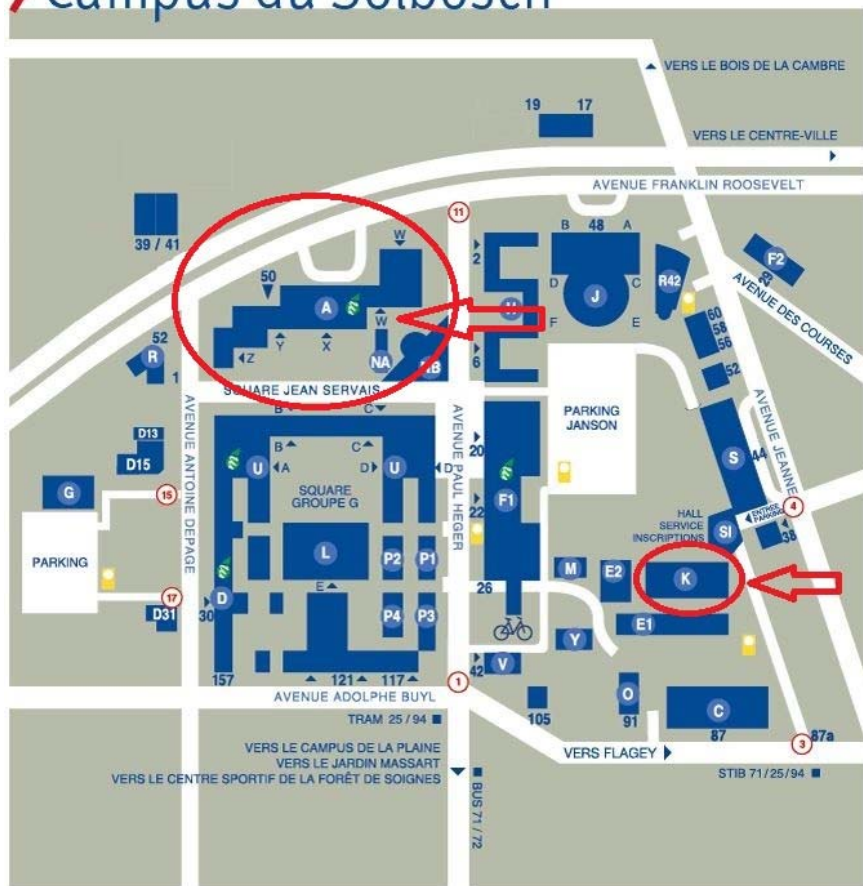 Campus du Solbosch
VERS LE BOIS DE LA CAMBRE
19 17
VERS LE CENTRE-VILLE
AVENUE FRANKLIN ROOSEVELT
39 / 41
11
W
B 48 A
2
F2
29
50
A
D
C
R42
J
H
AVENUE DES COURSES
W
F
E
60
58
56
52
R
1
Z
Y
X
NA
NB
6
52
SQUARE JEAN SERVAIS
PARKING
JANSON
AVENUE JEANNE
B
C
D13
D15
AVENUE ANTOINE DEPAGE
B
C
U
A
D
U
D
AVENUE PAUL HEGER
20
S
44
G
15
SQUARE
GROUPE G
F1
22
HALL
SERVICE
INSCRIPTIONS
ENTREE
PARKING
4
SI
38
PARKING
L
P2
P1
M
E2
K
17
D
E
26
30
P4
P3
D31
E1
Y
V
42
157
121
117
1
O
C
AVENUE ADOLPHE BUYL
105
91
87
87a
TRAM 25 / 94
3
VERS LE CAMPUS DE LA PLAINE
VERS LE JARDIN MASSART
VERS LE CENTRE SPORTIF DE LA FORÊT DE SOIGNES
VERS FLAGEY
STIB 71 / 25 / 94
BUS 71 / 72